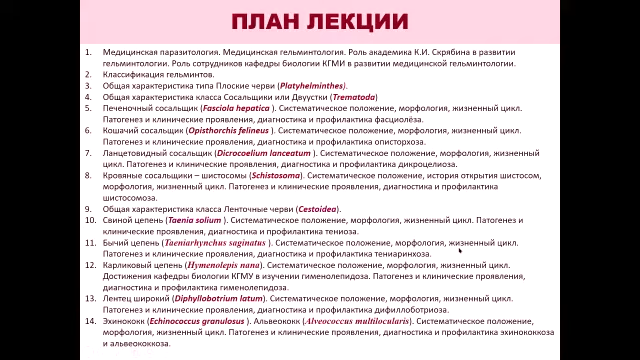 ПЛАН ЛЕКЦИИ
1. Медицинская паразитология. Медицинская гельминтология. Роль академика К.И. Скрябина в развитии
гельминтологии. Роль сотрудников кафедры биологии КГМИ в развитии медицинской гельминтологии.
2. Классификация гельминтов.
3. Общая характеристика типа Плоские черви (Platyhelminthes).
4. Общая характеристика класса Сосальщики или Двуустки (Trematoda)
5. Печеночный сосальщик (Fasciola hepatica ). Систематическое положение, морфология, жизненный цикл.
Патогенез и клинические проявления, диагностика и профилактика фасциолёза.
6. Кошачий сосальщик (Opisthorchis felineus ). Систематическое положение, морфология, жизненный цикл.
Патогенез и клинические проявления, диагностика и профилактика описторхоза.
7. Ланцетовидный сосальщик (Dicrocoelium lanceatum ). Систематическое положение, морфология, жизненный
цикл. Патогенез и клинические проявления, диагностика и профилактика дикроцелиоза.
8. Кровяные сосальщики – шистосомы (Schistosoma). Систематическое положение, история открытия шистосом,
морфология, жизненный цикл. Патогенез и клинические проявления, диагностика и профилактика
шистосомоза.
9. Общая характеристика класса Ленточные черви (Cestoidea).
10. Свиной цепень (Taenia solium ). Систематическое положение, морфология, жизненный цикл. Патогенез и
клинические проявления, диагностика и профилактика тениоза.
11. Бычий цепень (Taeniarhynchus saginatus ). Систематическое положение, морфология, жизненный цикл.
Патогенез и клинические проявления, диагностика и профилактика тениаринхоза.
12. Карликовый цепень (Hymenolepis nana). Систематическое положение, морфология, жизненный цикл.
Достижения кафедры биологии КГМУ в изучении гименолепидоза. Патогенез и клинические проявления,
диагностика и профилактика гименолепидоза.
13. Лентец широкий (Diphyllobotrium latum). Систематическое положение, морфология, жизненный цикл.
Патогенез и клинические проявления, диагностика и профилактика дифиллоботриоза.
14. Эхинококк (Echinococcus granulosus ). Альвеококк (Alveococcus multilocularis). Систематическое положение,
морфология, жизненный цикл. Патогенез и клинические проявления, диагностика и профилактика эхинококкоза
и альвеококкоза.